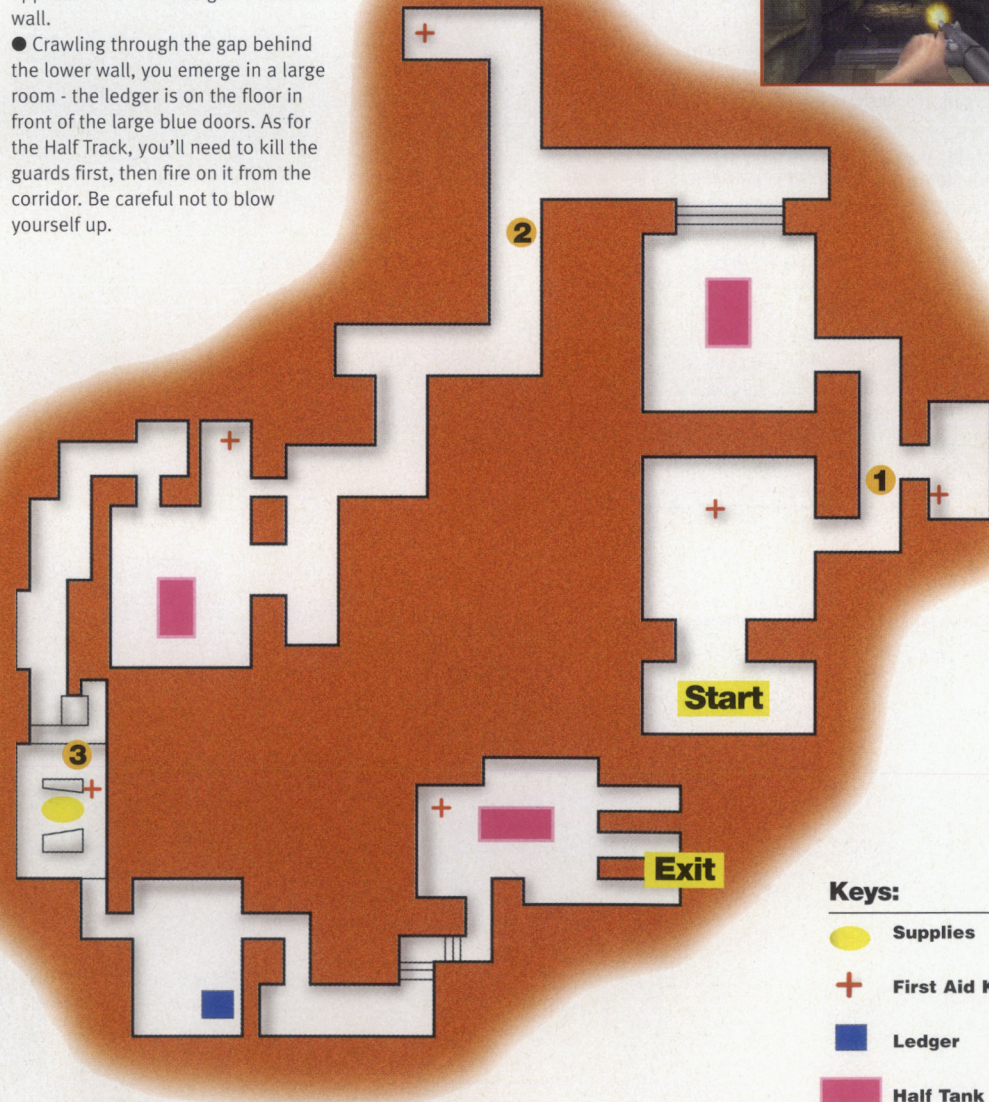 wall.
● Crawling through the gap behind
the lower wall, you emerge in a large
room - the ledger is on the floor in
front of the large blue doors. As for
the Half Track, you'll need to kill the
guards first, then fire on it from the
corridor. Be careful not to blow
yourself up.
2
1
Start
3
Exit
Keys:
Supplies
First Aid K
Ledger
Half Tank